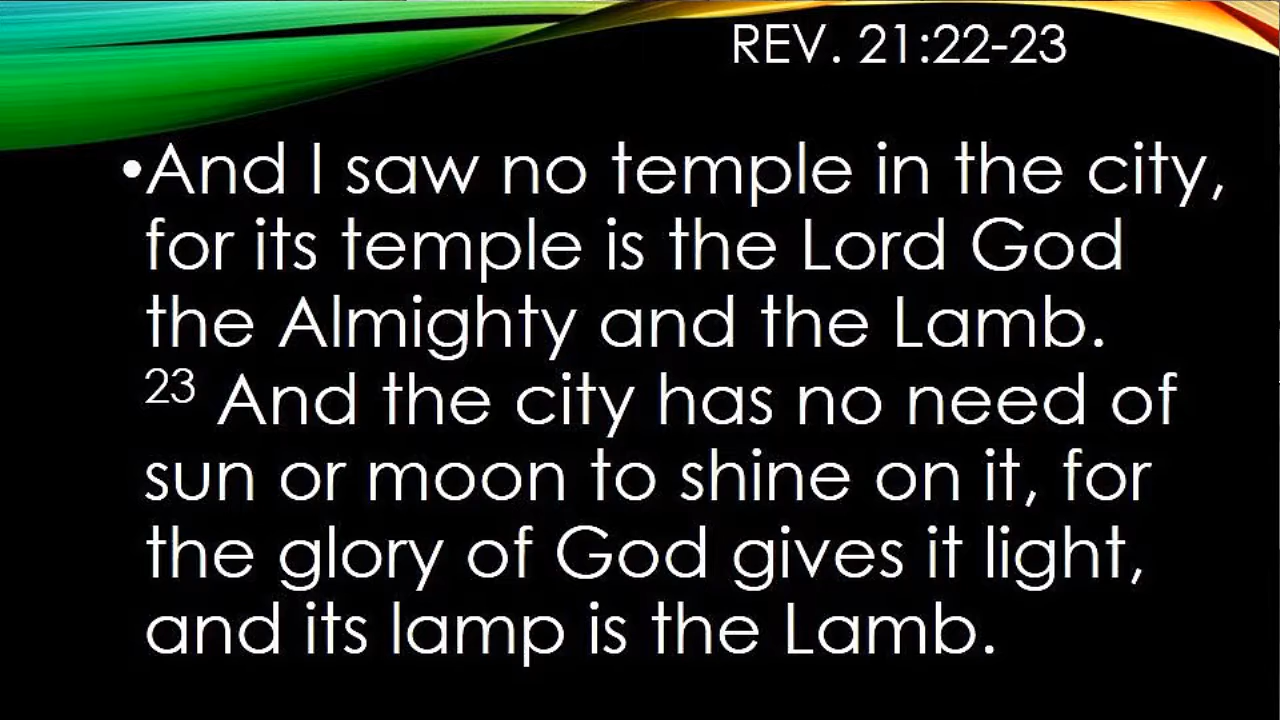 REV. 21:22-23
•And I saw no temple in the city,
for its temple is the Lord God
the Almighty and the Lamb.
23 And the city has no need of
sun or moon to shine on it, for
the glory of God gives it light,
and its lamp is the Lamb.